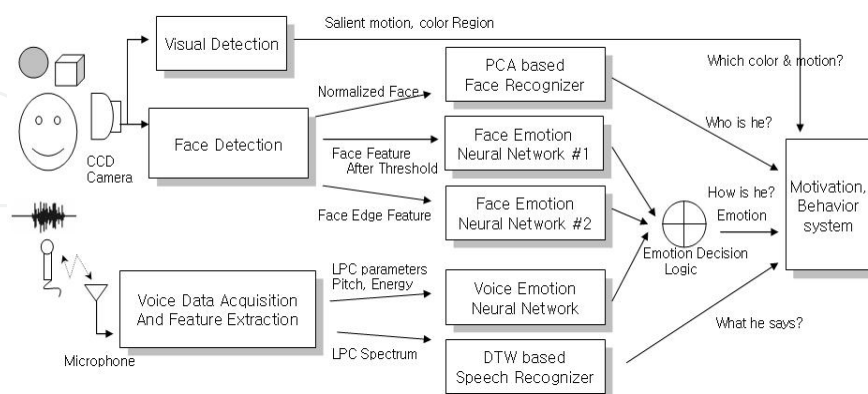 Salient motion, color Region
Visual Detection
PCA based
Face Recognizer
Which color & motion?
Normalized Face
CCD
Camera
Face Detection
Who is he?
Face Feature
After Threshold
Face Emotion
Neural Network #1
Face Edge Feature
Face Emotion
Neural Network #2
How is he?
Emotion
Motivation,
Behavior
system
Emotion Decision
Logic
LPC parameters
Pitch, Energy
Voice Data Acquisition
And Feature Extraction
Voice Emotion
Neural Network
What he says?
Microphone
LPC Spectrum
DTW based
Speech Recognizer